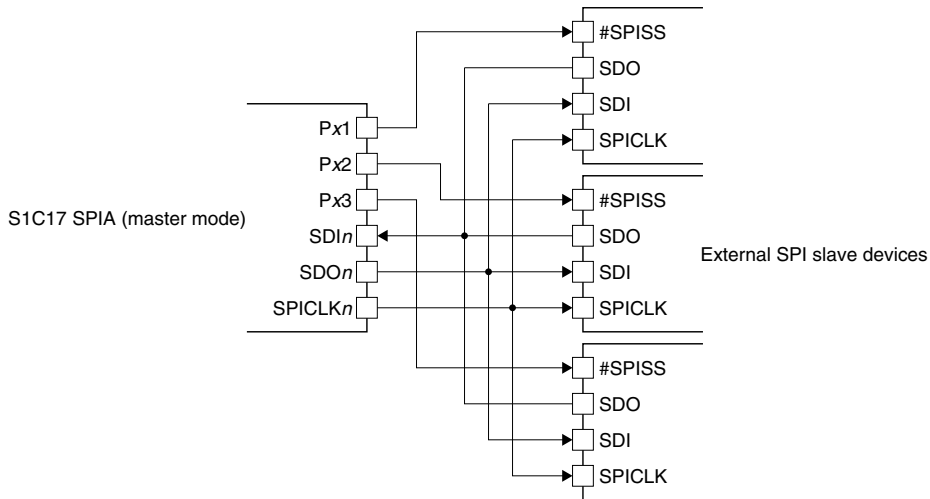 #SPISS
SDO
SDI
SPICLK
Px1
Px2
Px3
SDIn
SDOn
SPICLKn
S1C17 SPIA (master mode)
#SPISS
SDO
SDI
SPICLK
External SPI slave devices
#SPISS
SDO
SDI
SPICLK